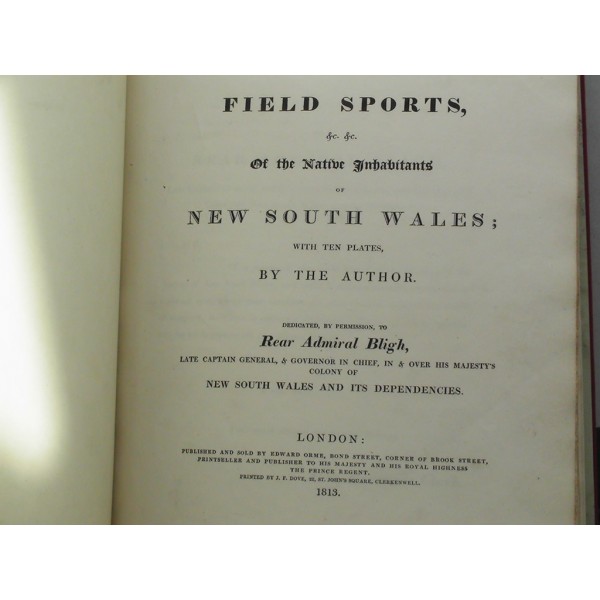 FIELD SPORTS,
&c. &c.
Of the Native Inhabitants
OF
NEW SOUTH WALES;
WITH TEN PLATES,
BY THE AUTHOR.
DEDICATED, BY PERMISSION, TO
Rear Admiral Bligh,
LATE CAPTAIN GENERAL, & GOVERNOR IN CHIEF, IN & OVER HIS MAJESTY'S
COLONY OF
NEW SOUTH WALES AND ITS DEPENDENCIES.
LONDON:
PUBLISHED AND SOLD BY EDWARD ORME, BOND STREET, CORNER OF BROOK STREET,
PRINTSELLER AND PUBLISHER TO HIS MAJESTY AND HIS ROYAL HIGHNESS
THE PRINCE REGENT.
PRINTED BY J. F. DOVE, 22, ST. JOHN'S SQUARE, CLERKENWELL.
1813.